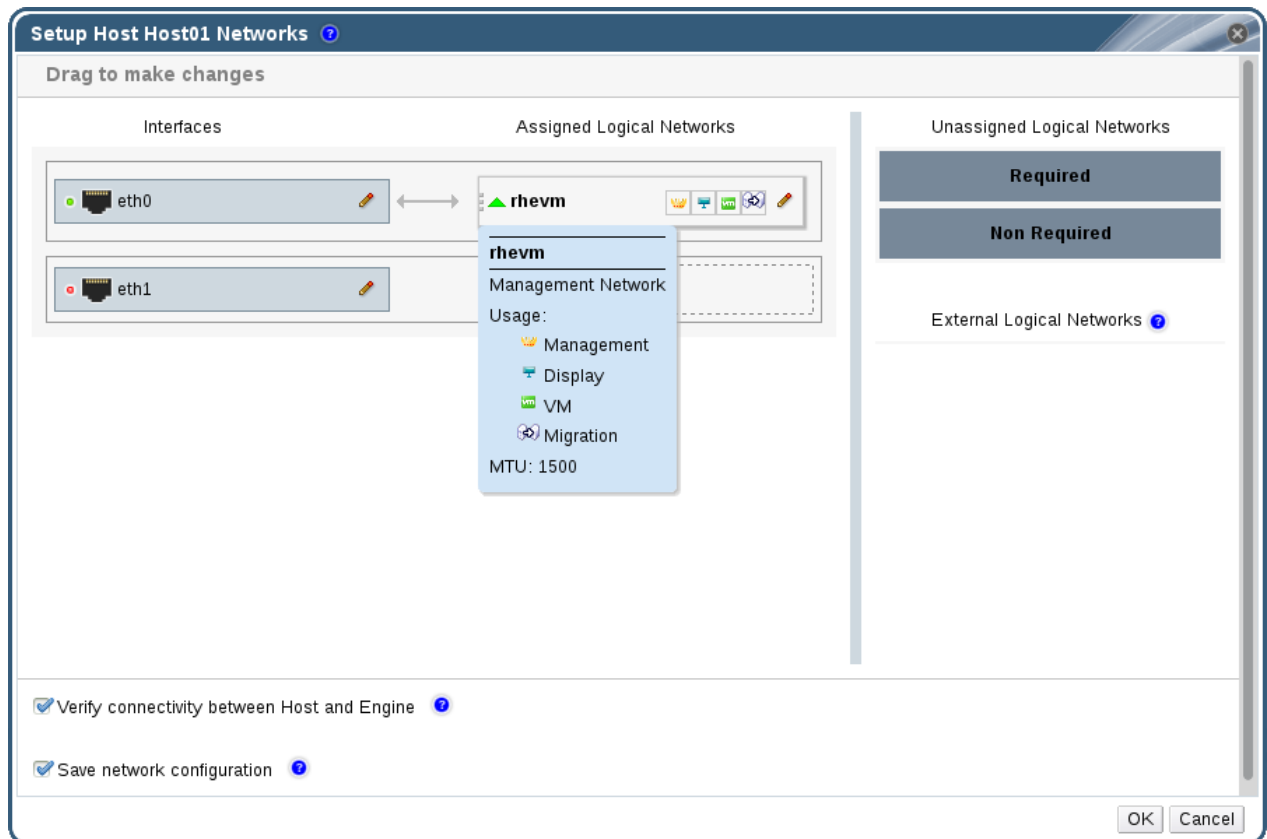 Setup Host Host01 Networks
Drag to make changes
Interfaces
Assigned Logical Networks
Unassigned Logical Networks
eth0
rhevm
vm
Required
Non Required
eth1
rhevm
Management Network
Usage:
Management
Display
vm
VM
Migration
MTU: 1500
External Logical Networks ?
Verify connectivity between Host and Engine ?
Save network configuration ?
OK
Cancel